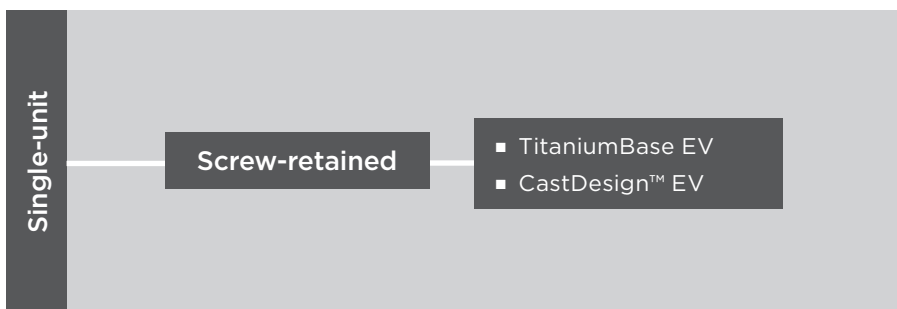 Single-unit
Screw-retained
▪ TitaniumBase EV
▪ CastDesign™ EV